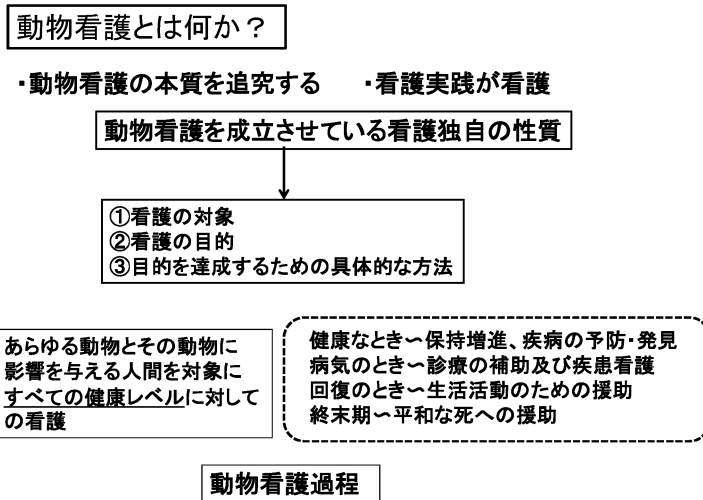 動物看護とは何か？
・動物看護の本質を追究する　・看護実践が看護
動物看護を成立させている看護独自の性質
①看護の対象
②看護の目的
③目的を達成するための具体的な方法
あらゆる動物とその動物に
影響を与える人間を対象に
すべての健康レベルに対して
の看護
健康なとき〜保持増進、疾病の予防・発見
病気のとき〜診療の補助及び疾患看護
回復のとき〜生活活動のための援助
終末期〜平和な死への援助
動物看護過程